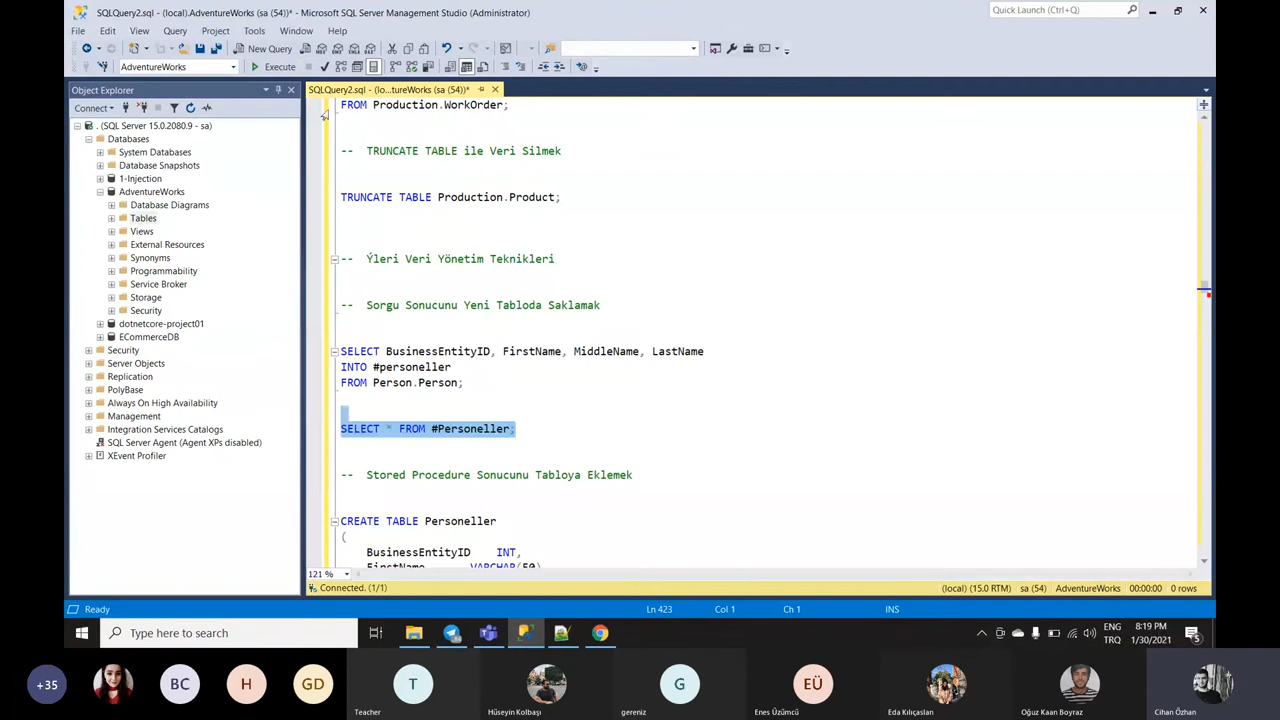 SQLQuery2.sql - (local).AdventureWorks (sa (54))* - Microsoft SQL Server Management Studio (Administrator)
Quick Launch (Ctrl+Q)
File Edit View Query Project Tools Window Help
New Query
AdventureWorks
Execute
Object Explorer
SQLQuery2.sql - (lo...tureWorks (sa (54))*
Connect
. (SQL Server 15.0.2080.9 - sa)
Databases
System Databases
Database Snapshots
1-Injection
AdventureWorks
Database Diagrams
Tables
Views
External Resources
Synonyms
Programmability
Service Broker
Storage
Security
dotnetcore-project01
ECommerceDB
Security
Server Objects
Replication
PolyBase
Always On High Availability
Management
Integration Services Catalogs
SQL Server Agent (Agent XPs disabled)
XEvent Profiler
FROM Production.WorkOrder;
-- TRUNCATE TABLE ile Veri Silmek
TRUNCATE TABLE Production.Product;
-- Ýleri Veri Yönetim Teknikleri
-- Sorgu Sonucunu Yeni Tabloda Saklamak
SELECT BusinessEntityID, FirstName, MiddleName, LastName
INTO #personeller
FROM Person.Person;
SELECT * FROM #Personeller;
-- Stored Procedure Sonucunu Tabloya Eklemek
CREATE TABLE Personeller
(
BusinessEntityID INT,
FirstName VARCHAR(50)
121 %
Connected. (1/1)
(local) (15.0 RTM) sa (54) AdventureWorks 00:00:00 0 rows
Ready
Ln 423 Col 1 Ch 1 INS
Type here to search
ENG
TRQ
8:19 PM
1/30/2021
5
+35
BC
H
GD
T
G
EÜ
Teacher
Hüseyin Kolbaşı
gereniz
Enes Üzümcü
Eda Kılıçaslan
Oğuz Kaan Boyraz
Cihan Özhan